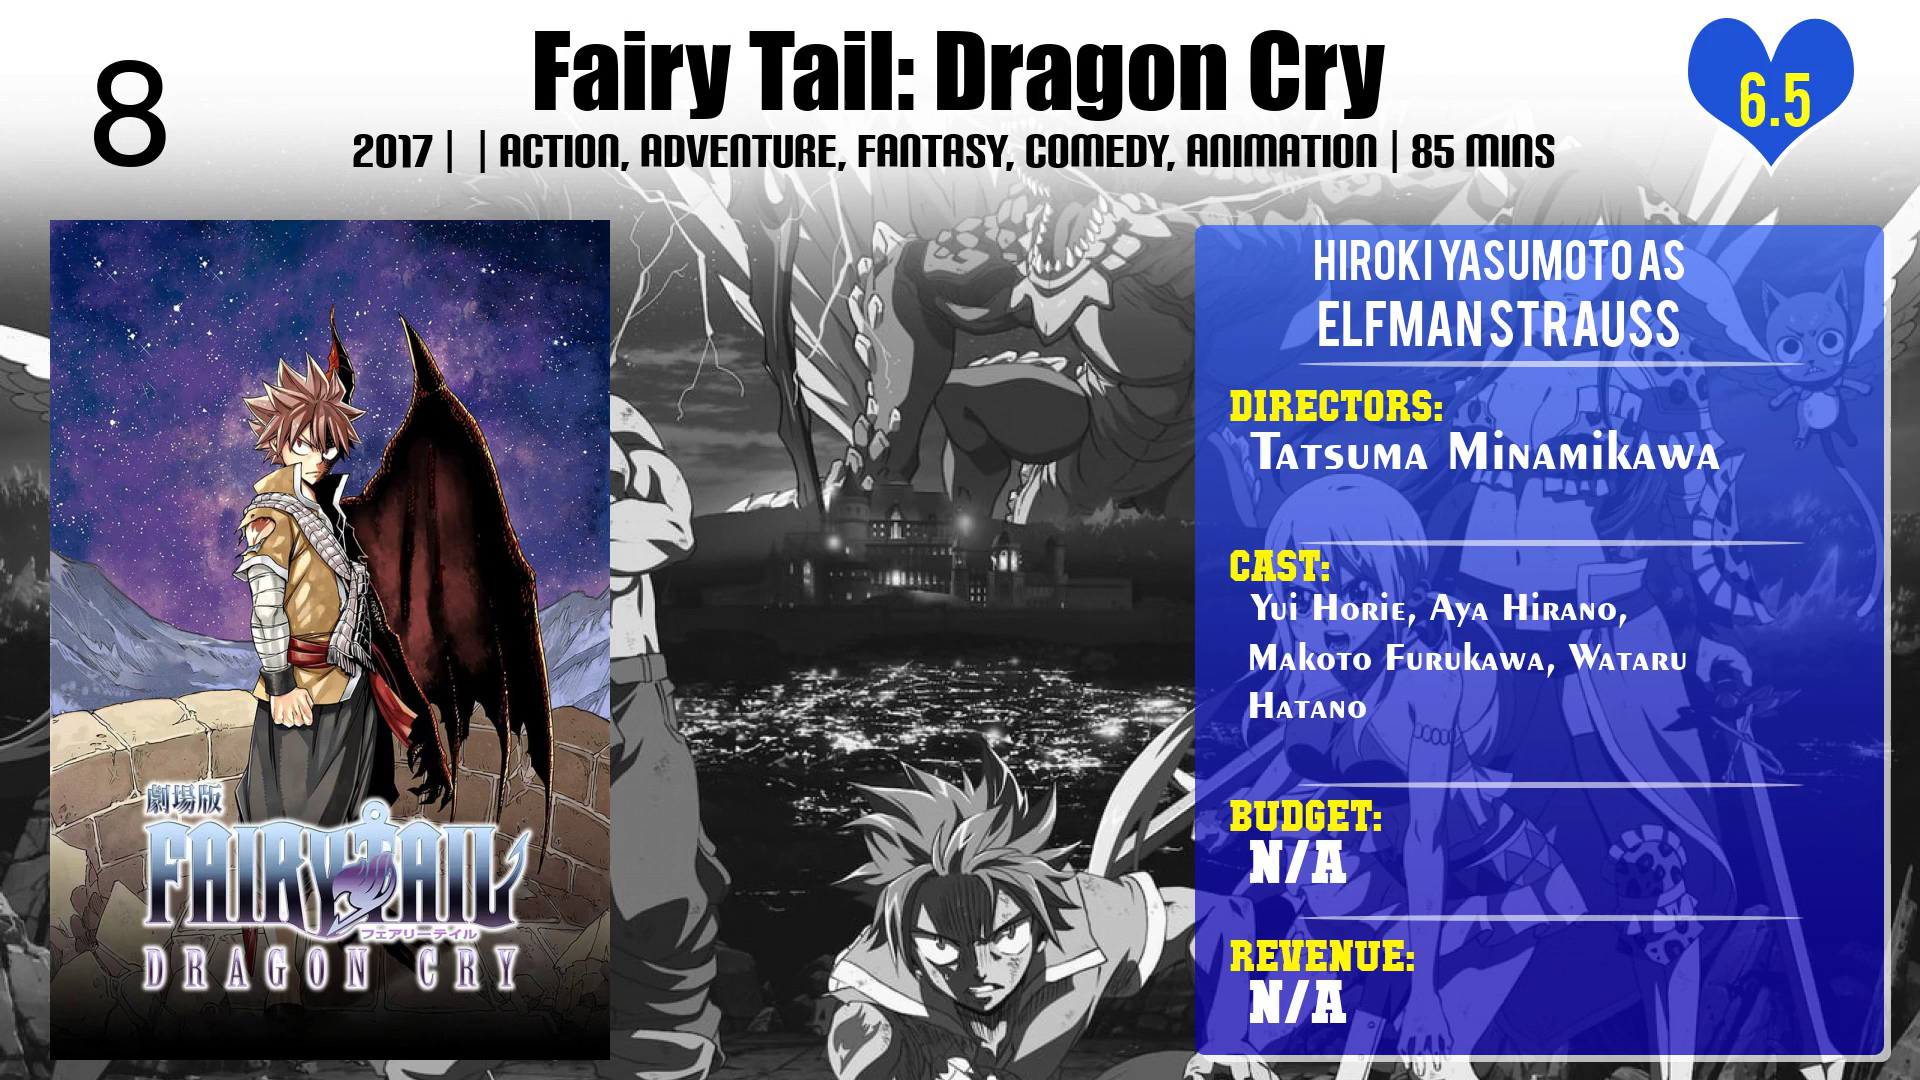 8
Fairy Tail: Dragon Cry
2017 | | ACTION, ADVENTURE, FANTASY, COMEDY, ANIMATION | 85 MINS
6.5
劇場版
FAIRY TAIL
フェアリーテイル
DRAGON CRY
HIROKI YASUMOTO AS
ELFMAN STRAUSS
DIRECTORS:
TATSUMA MINAMIKAWA
CAST:
YUI HORIE, AYA HIRANO,
MAKOTO FURUKAWA, WATARU
HATANO
BUDGET:
N/A
REVENUE:
N/A